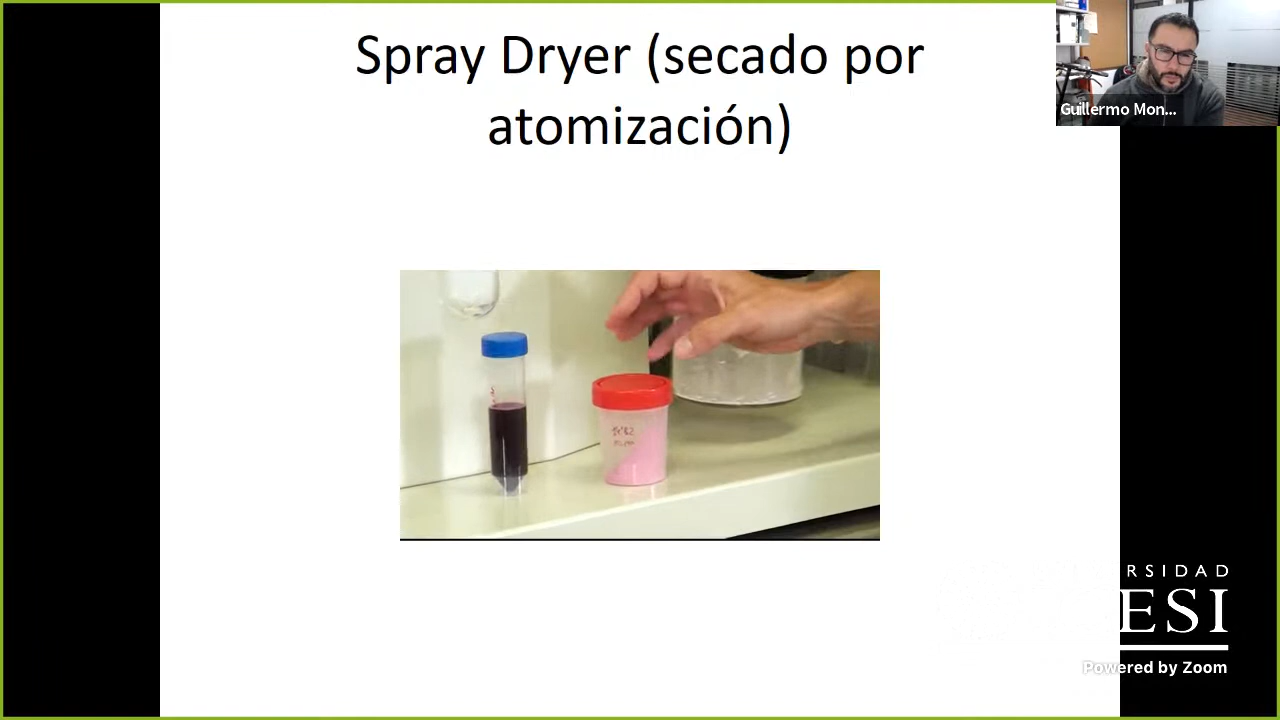 Spray Dryer (secado por
atomización)
Guillermo Mon...
RSIDAD
ESI
Powered by Zoom